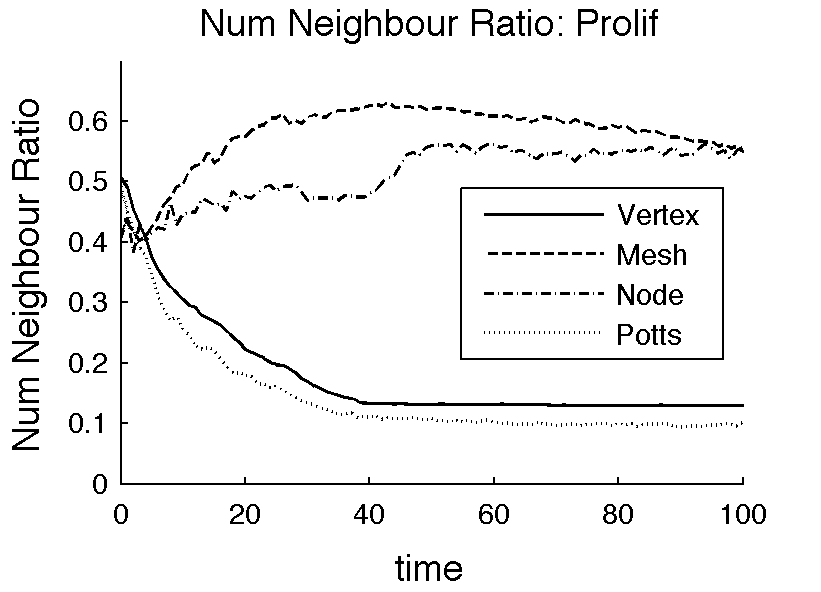 Num Neighbour Ratio: Prolif
Num Neighbour Ratio
0.6
0.5
0.4
0.3
0.2
0.1
0
Vertex
Mesh
Node
Potts
0 20 40 60 80 100
time